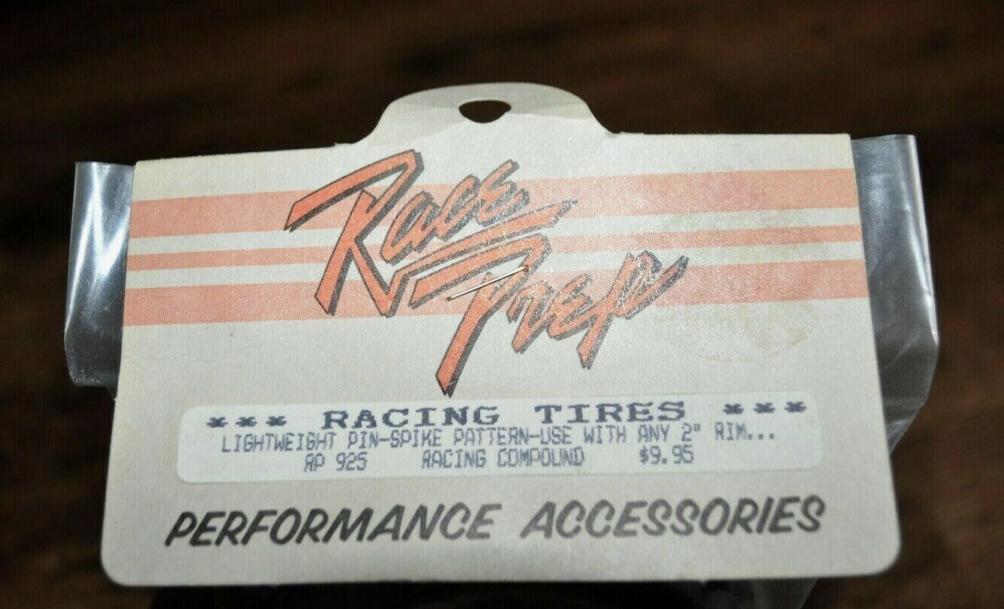 Race
Prep
*** RACING TIRES ***
LIGHTWEIGHT PIN-SPIKE PATTERN-USE WITH ANY 2" RIM...
RP 925 RACING COMPOUND $9.95
PERFORMANCE ACCESSORIES